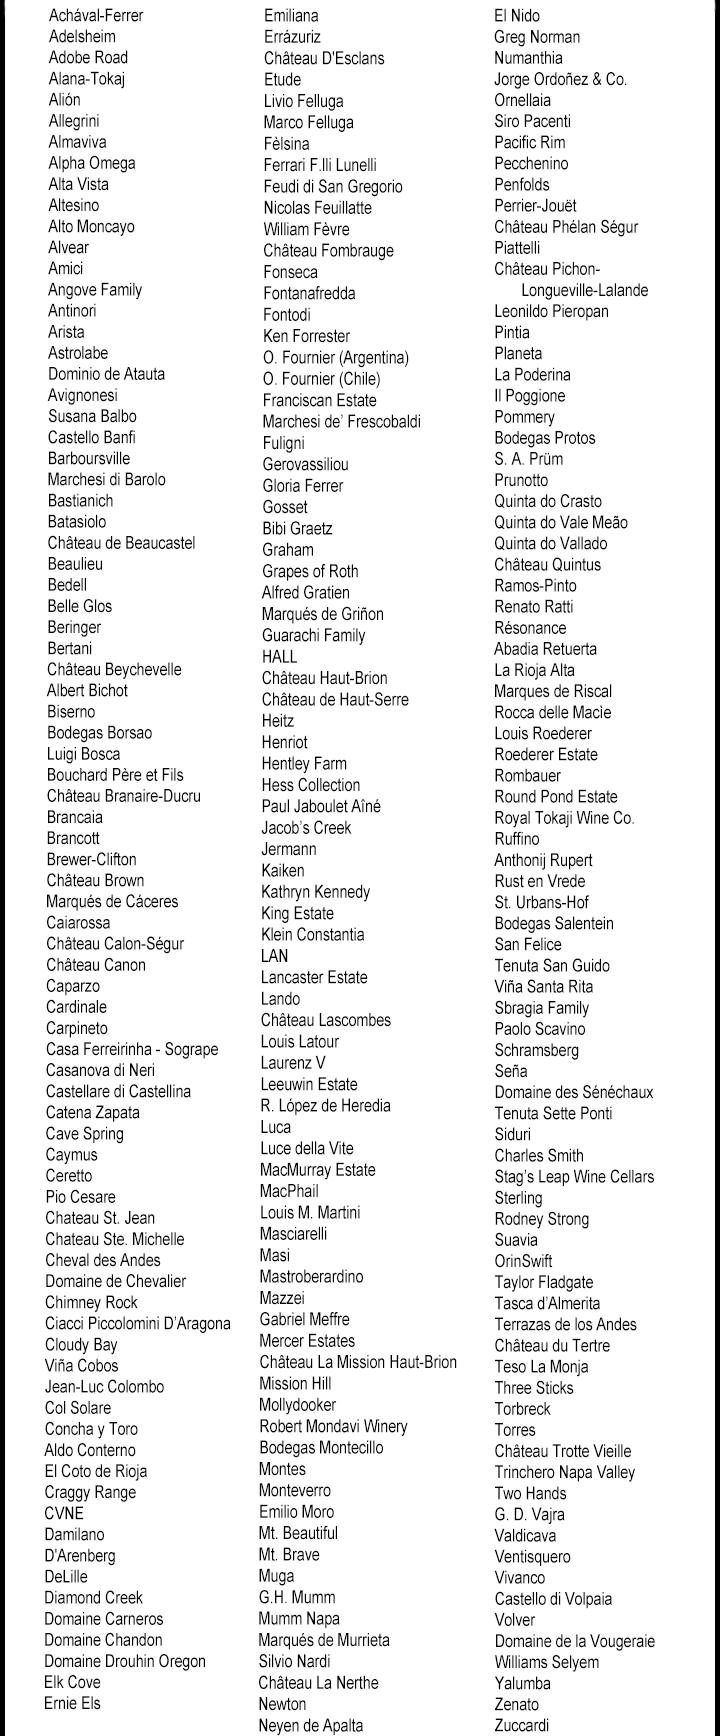 Achával-Ferrer
Adelsheim
Adobe Road
Alana-Tokaj
Alión
Allegrini
Almaviva
Alpha Omega
Alta Vista
Altesino
Alto Moncayo
Alvear
Amici
Angove Family
Antinori
Arista
Astrolabe
Dominio de Atauta
Avignonesi
Susana Balbo
Castello Banfi
Barboursville
Marchesi di Barolo
Bastianich
Batasiolo
Château de Beaucastel
Beaulieu
Bedell
Belle Glos
Beringer
Bertani
Château Beychevelle
Albert Bichot
Biserno
Bodegas Borsao
Luigi Bosca
Bouchard Père et Fils
Château Branaire-Ducru
Brancaia
Brancott
Brewer-Clifton
Château Brown
Marqués de Cáceres
Caiarossa
Château Calon-Ségur
Château Canon
Caparzo
Cardinale
Carpineto
Casa Ferreirinha - Sogrape
Casanova di Neri
Castellare di Castellina
Catena Zapata
Cave Spring
Caymus
Ceretto
Pio Cesare
Chateau St. Jean
Chateau Ste. Michelle
Cheval des Andes
Domaine de Chevalier
Chimney Rock
Ciacci Piccolomini D'Aragona
Cloudy Bay
Viña Cobos
Jean-Luc Colombo
Col Solare
Concha y Toro
Aldo Conterno
El Coto de Rioja
Craggy Range
CVNE
Damilano
D'Arenberg
DeLille
Diamond Creek
Domaine Carneros
Domaine Chandon
Domaine Drouhin Oregon
Elk Cove
Ernie Els
Emiliana
Errázuriz
Château D'Esclans
Etude
Livio Felluga
Marco Felluga
Fèlsina
Ferrari F.lli Lunelli
Feudi di San Gregorio
Nicolas Feuillatte
William Fèvre
Château Fombrauge
Fonseca
Fontanafredda
Fontodi
Ken Forrester
O. Fournier (Argentina)
O. Fournier (Chile)
Franciscan Estate
Marchesi de' Frescobaldi
Fuligni
Gerovassiliou
Gloria Ferrer
Gosset
Bibi Graetz
Graham
Grapes of Roth
Alfred Gratien
Marqués de Griñon
Guarachi Family
HALL
Château Haut-Brion
Château de Haut-Serre
Heitz
Henriot
Hentley Farm
Hess Collection
Paul Jaboulet Aîné
Jacob's Creek
Jermann
Kaiken
Kathryn Kennedy
King Estate
Klein Constantia
LAN
Lancaster Estate
Lando
Château Lascombes
Louis Latour
Laurenz V
Leeuwin Estate
R. López de Heredia
Luca
Luce della Vite
MacMurray Estate
MacPhail
Louis M. Martini
Masciarelli
Masi
Mastroberardino
Mazzei
Gabriel Meffre
Mercer Estates
Château La Mission Haut-Brion
Mission Hill
Mollydooker
Robert Mondavi Winery
Bodegas Montecillo
Montes
Monteverro
Emilio Moro
Mt. Beautiful
Mt. Brave
Muga
G.H. Mumm
Mumm Napa
Marqués de Murrieta
Silvio Nardi
Château La Nerthe
Newton
Neyen de Apalta
El Nido
Greg Norman
Numanthia
Jorge Ordoñez & Co.
Ornellaia
Siro Pacenti
Pacific Rim
Pecchenino
Penfolds
Perrier-Jouët
Château Phélan Ségur
Piattelli
Château Pichon-
Longueville-Lalande
Leonildo Pieropan
Pintia
Planeta
La Poderina
Il Poggione
Pommery
Bodegas Protos
S. A. Prüm
Prunotto
Quinta do Crasto
Quinta do Vale Meão
Quinta do Vallado
Château Quintus
Ramos-Pinto
Renato Ratti
Résonance
Abadia Retuerta
La Rioja Alta
Marques de Riscal
Rocca delle Macìe
Louis Roederer
Roederer Estate
Rombauer
Round Pond Estate
Royal Tokaji Wine Co.
Ruffino
Anthonij Rupert
Rust en Vrede
St. Urbans-Hof
Bodegas Salentein
San Felice
Tenuta San Guido
Viña Santa Rita
Sbragia Family
Paolo Scavino
Schramsberg
Seña
Domaine des Sénéchaux
Tenuta Sette Ponti
Siduri
Charles Smith
Stag's Leap Wine Cellars
Sterling
Rodney Strong
Suavia
OrinSwift
Taylor Fladgate
Tasca d'Almerita
Terrazas de los Andes
Château du Tertre
Teso La Monja
Three Sticks
Torbreck
Torres
Château Trotte Vieille
Trinchero Napa Valley
Two Hands
G. D. Vajra
Valdicava
Ventisquero
Vivanco
Castello di Volpaia
Volver
Domaine de la Vougeraie
Williams Selyem
Yalumba
Zenato
Zuccardi